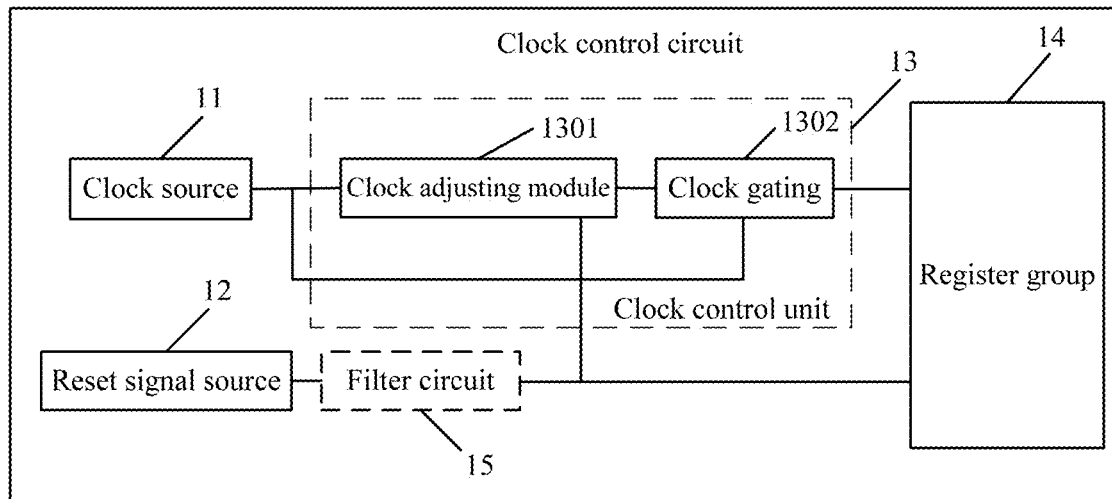 Clock control circuit
14
13
11
1301
1302
Clock source
Clock adjusting module
Clock gating
Register group
12
Clock control unit
Reset signal source
Filter circuit
15